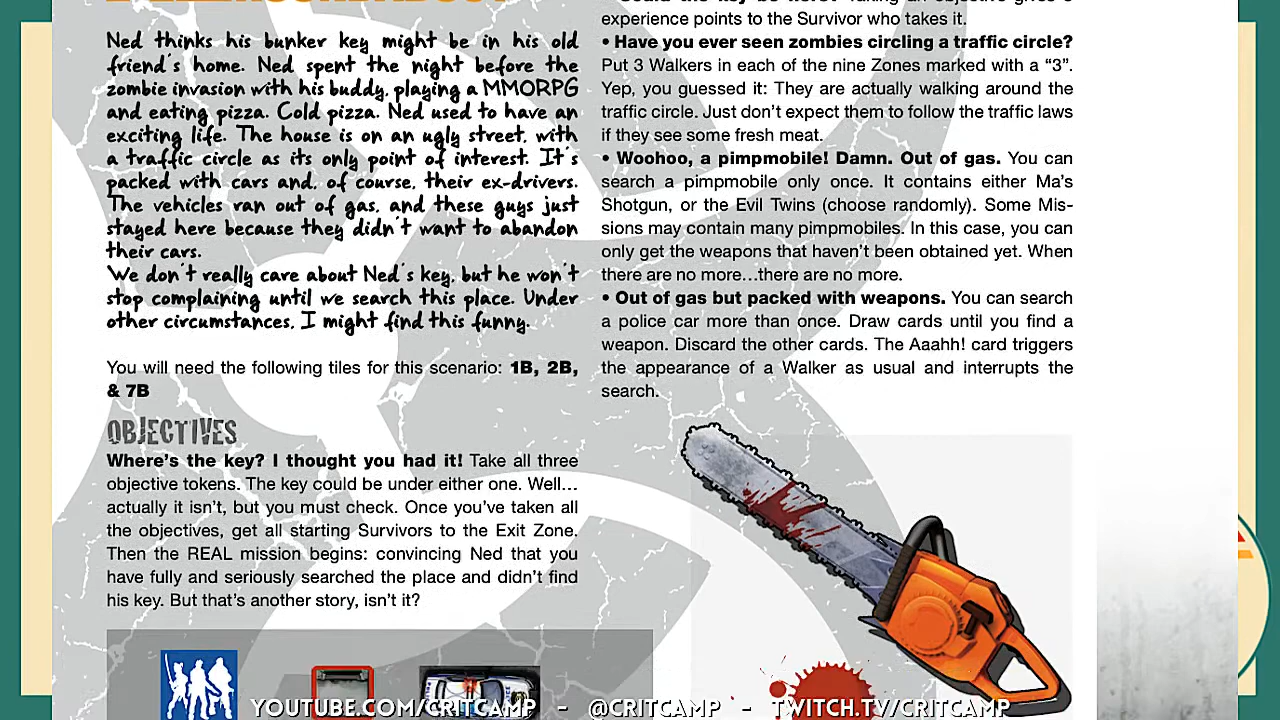 Ned thinks his bunker key might be in his old
friend's home. Ned spent the night before the
zombie invasion with his buddy, playing a MMORPG
and eating pizza. Cold pizza. Ned used to have an
exciting life. The house is on an ugly street, with
a traffic circle as its only point of interest. It's
packed with cars and, of course, their ex-drivers.
The vehicles ran out of gas, and these guys just
stayed here because they didn't want to abandon
their cars.
We don't really care about Ned's key, but he won't
stop complaining until we search this place. Under
other circumstances, I might find this funny.
You will need the following tiles for this scenario: 1B, 2B,
& 7B
OBJECTIVES
Where's the key? I thought you had it! Take all three
objective tokens. The key could be under either one. Well…
actually it isn't, but you must check. Once you've taken all
the objectives, get all starting Survivors to the Exit Zone.
Then the REAL mission begins: convincing Ned that you
have fully and seriously searched the place and didn't find
his key. But that's another story, isn't it?
experience points to the Survivor who takes it.
• Have you ever seen zombies circling a traffic circle?
Put 3 Walkers in each of the nine Zones marked with a “3”.
Yep, you guessed it: They are actually walking around the
traffic circle. Just don't expect them to follow the traffic laws
if they see some fresh meat.
• Woohoo, a pimpmobile! Damn. Out of gas. You can
search a pimpmobile only once. It contains either Ma's
Shotgun, or the Evil Twins (choose randomly). Some Mis-
sions may contain many pimpmobiles. In this case, you can
only get the weapons that haven't been obtained yet. When
there are no more…there are no more.
• Out of gas but packed with weapons. You can search
a police car more than once. Draw cards until you find a
weapon. Discard the other cards. The Aaahh! card triggers
the appearance of a Walker as usual and interrupts the
search.
YOUTUBE.COM/CRITCAMP - @CRITCAMP - TWITCH.TV/CRITCAMP